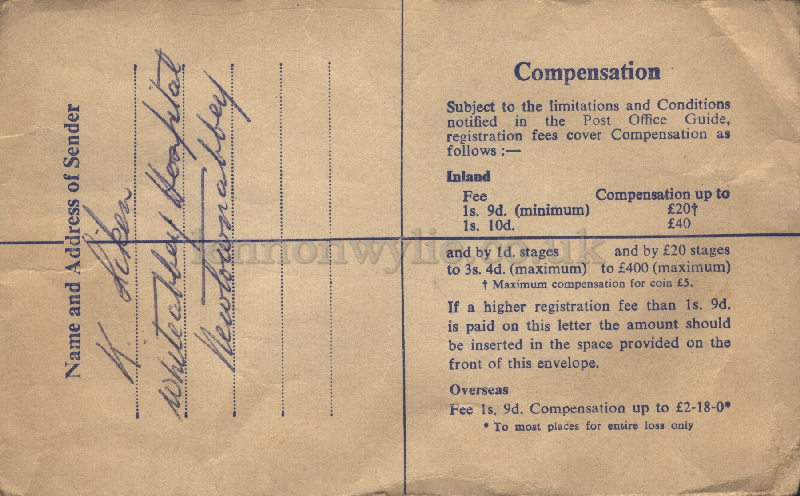 Name and Address of Sender
K. Aiken
Whiteabbey Hospital
Newtownabbey
Compensation
Subject to the limitations and Conditions
notified in the Post Office Guide,
registration fees cover Compensation as
follows :—
Inland
Fee Compensation up to
1s. 9d. (minimum) £20†
1s. 10d. £40
and by 1d. stages and by £20 stages
to 3s. 4d. (maximum) to £400 (maximum)
† Maximum compensation for coin £5.
If a higher registration fee than 1s. 9d.
is paid on this letter the amount should
be inserted in the space provided on the
front of this envelope.
Overseas
Fee 1s. 9d. Compensation up to £2-18-0*
* To most places for entire loss only
lennonwylie.co.uk